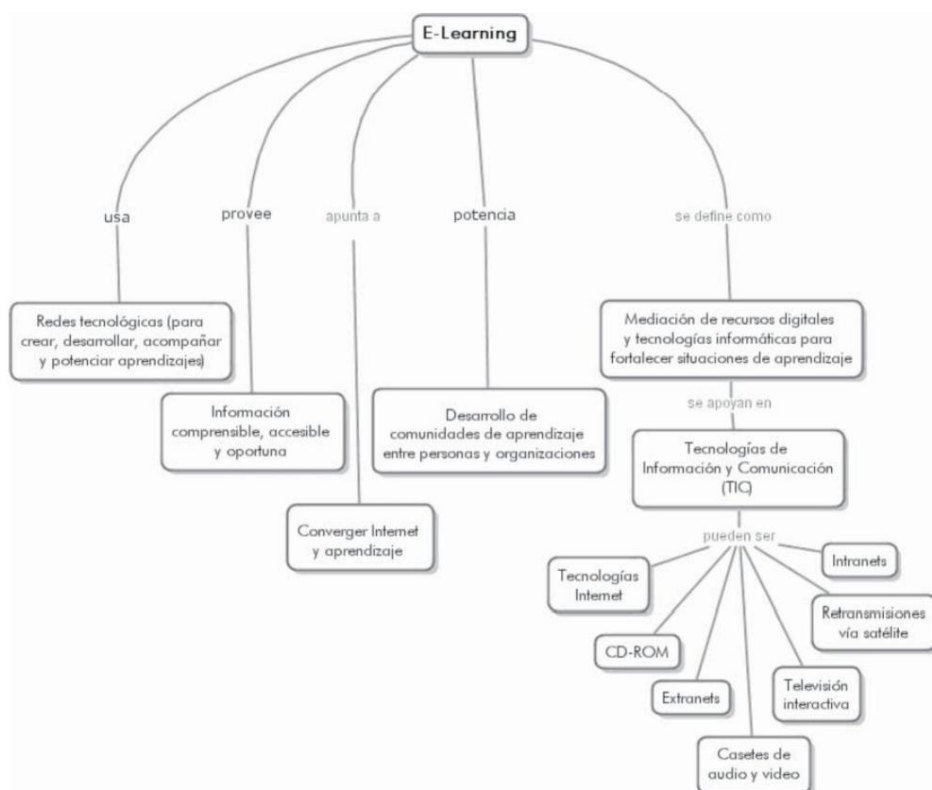 E-Learning
usa
provee
apunta a
potencia
se define como
Redes tecnológicas (para
crear, desarrollar, acompañar
y potenciar aprendizajes)
Información
comprensible, accesible
y oportuna
Converger Internet
y aprendizaje
Desarrollo de
comunidades de aprendizaje
entre personas y organizaciones
Mediación de recursos digitales
y tecnologías informáticas para
fortalecer situaciones de aprendizaje
se apoyan en
Tecnologías de
Información y Comunicación
(TIC)
pueden ser
Tecnologías
Internet
CD-ROM
Extranets
Casetes de
audio y video
Televisión
interactiva
Retransmisiones
vía satélite
Intranets